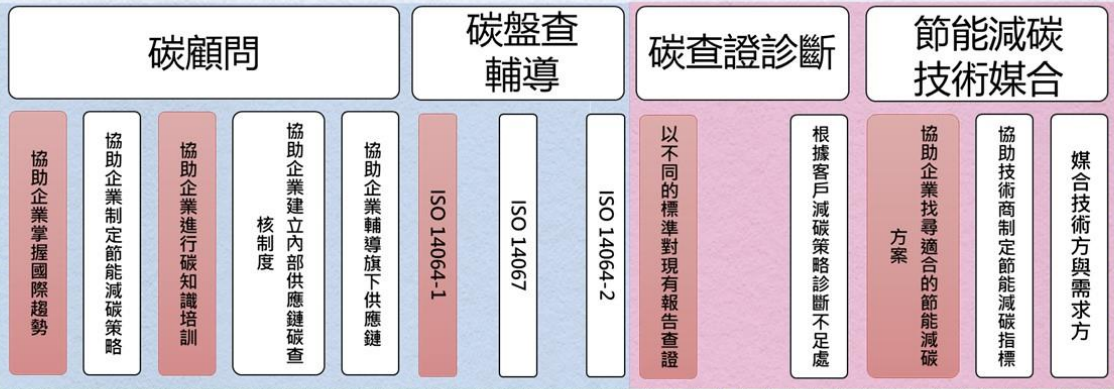 碳顧問
碳盤查
輔導
碳查證診斷
節能減碳
技術媒合
協助企業掌握國際趨勢
協助企業制定節能減碳策略
協助企業進行碳知識培訓
協助企業建立內部供應鏈碳查
核制度
協助企業輔導旗下供應鏈
ISO 14064-1
ISO 14067
ISO 14064-2
以不同的標準對現有報告查證
根據客戶減碳策略診斷不足處
協助企業找尋適合的節能減碳
方案
協助技術商制定節能減碳指標
媒合技術方與需求方